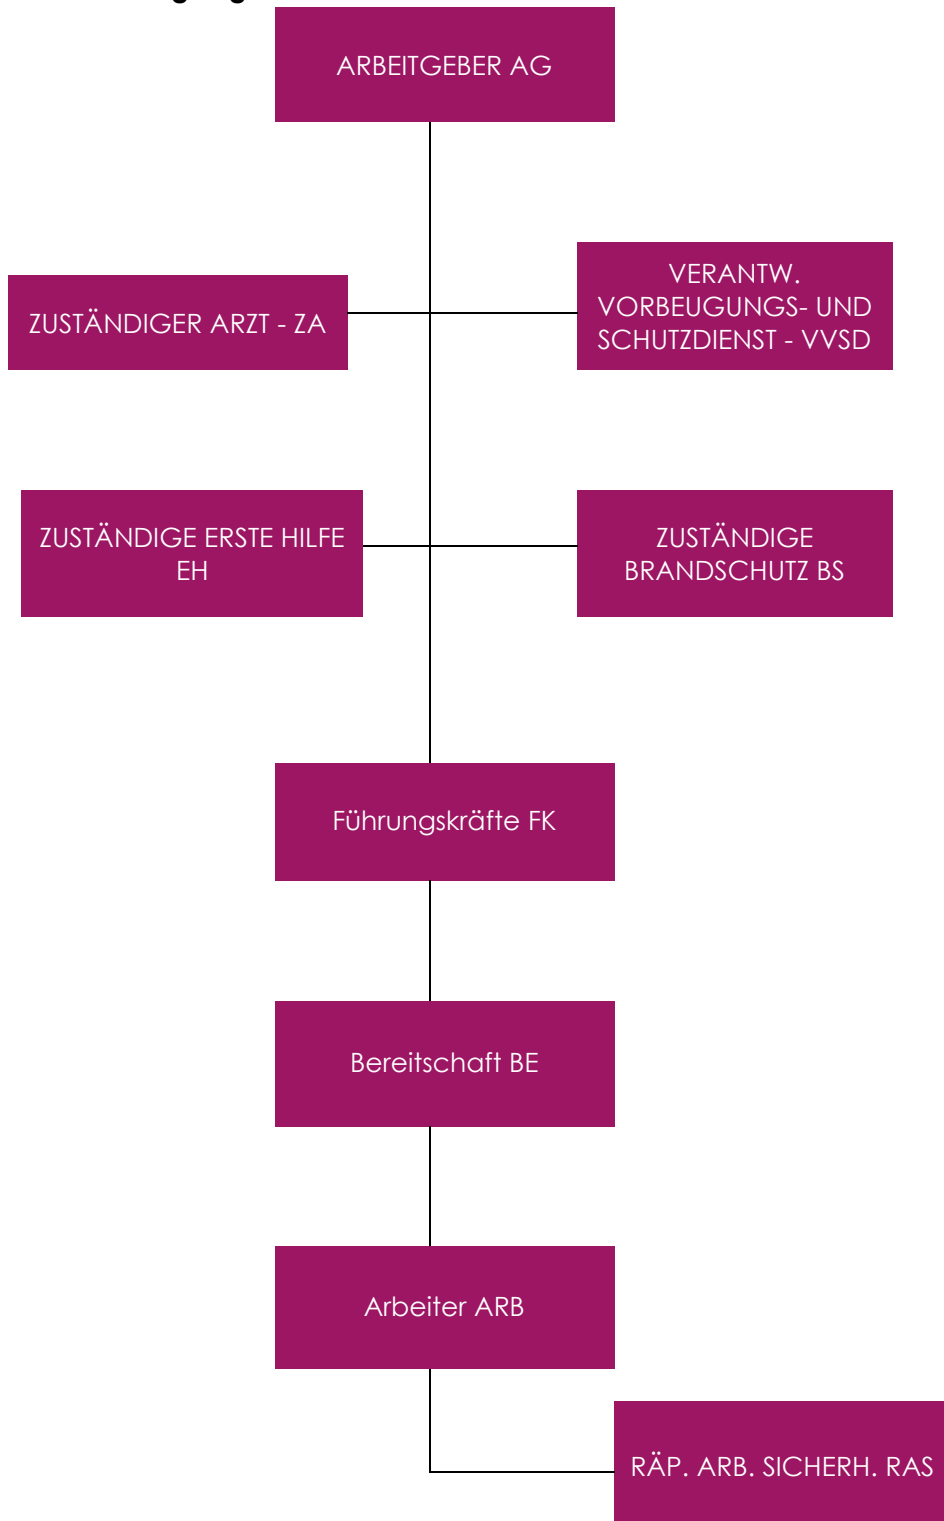 ARBEITGEBER AG
ZUSTÄNDIGER ARZT - ZA
VERANTW.
VORBEUGUNGS- UND
SCHUTZDIENST - VVSD
ZUSTÄNDIGE ERSTE HILFE
EH
ZUSTÄNDIGE
BRANDSCHUTZ BS
Führungskräfte FK
Bereitschaft BE
Arbeiter ARB
RÄP. ARB. SICHERH. RAS